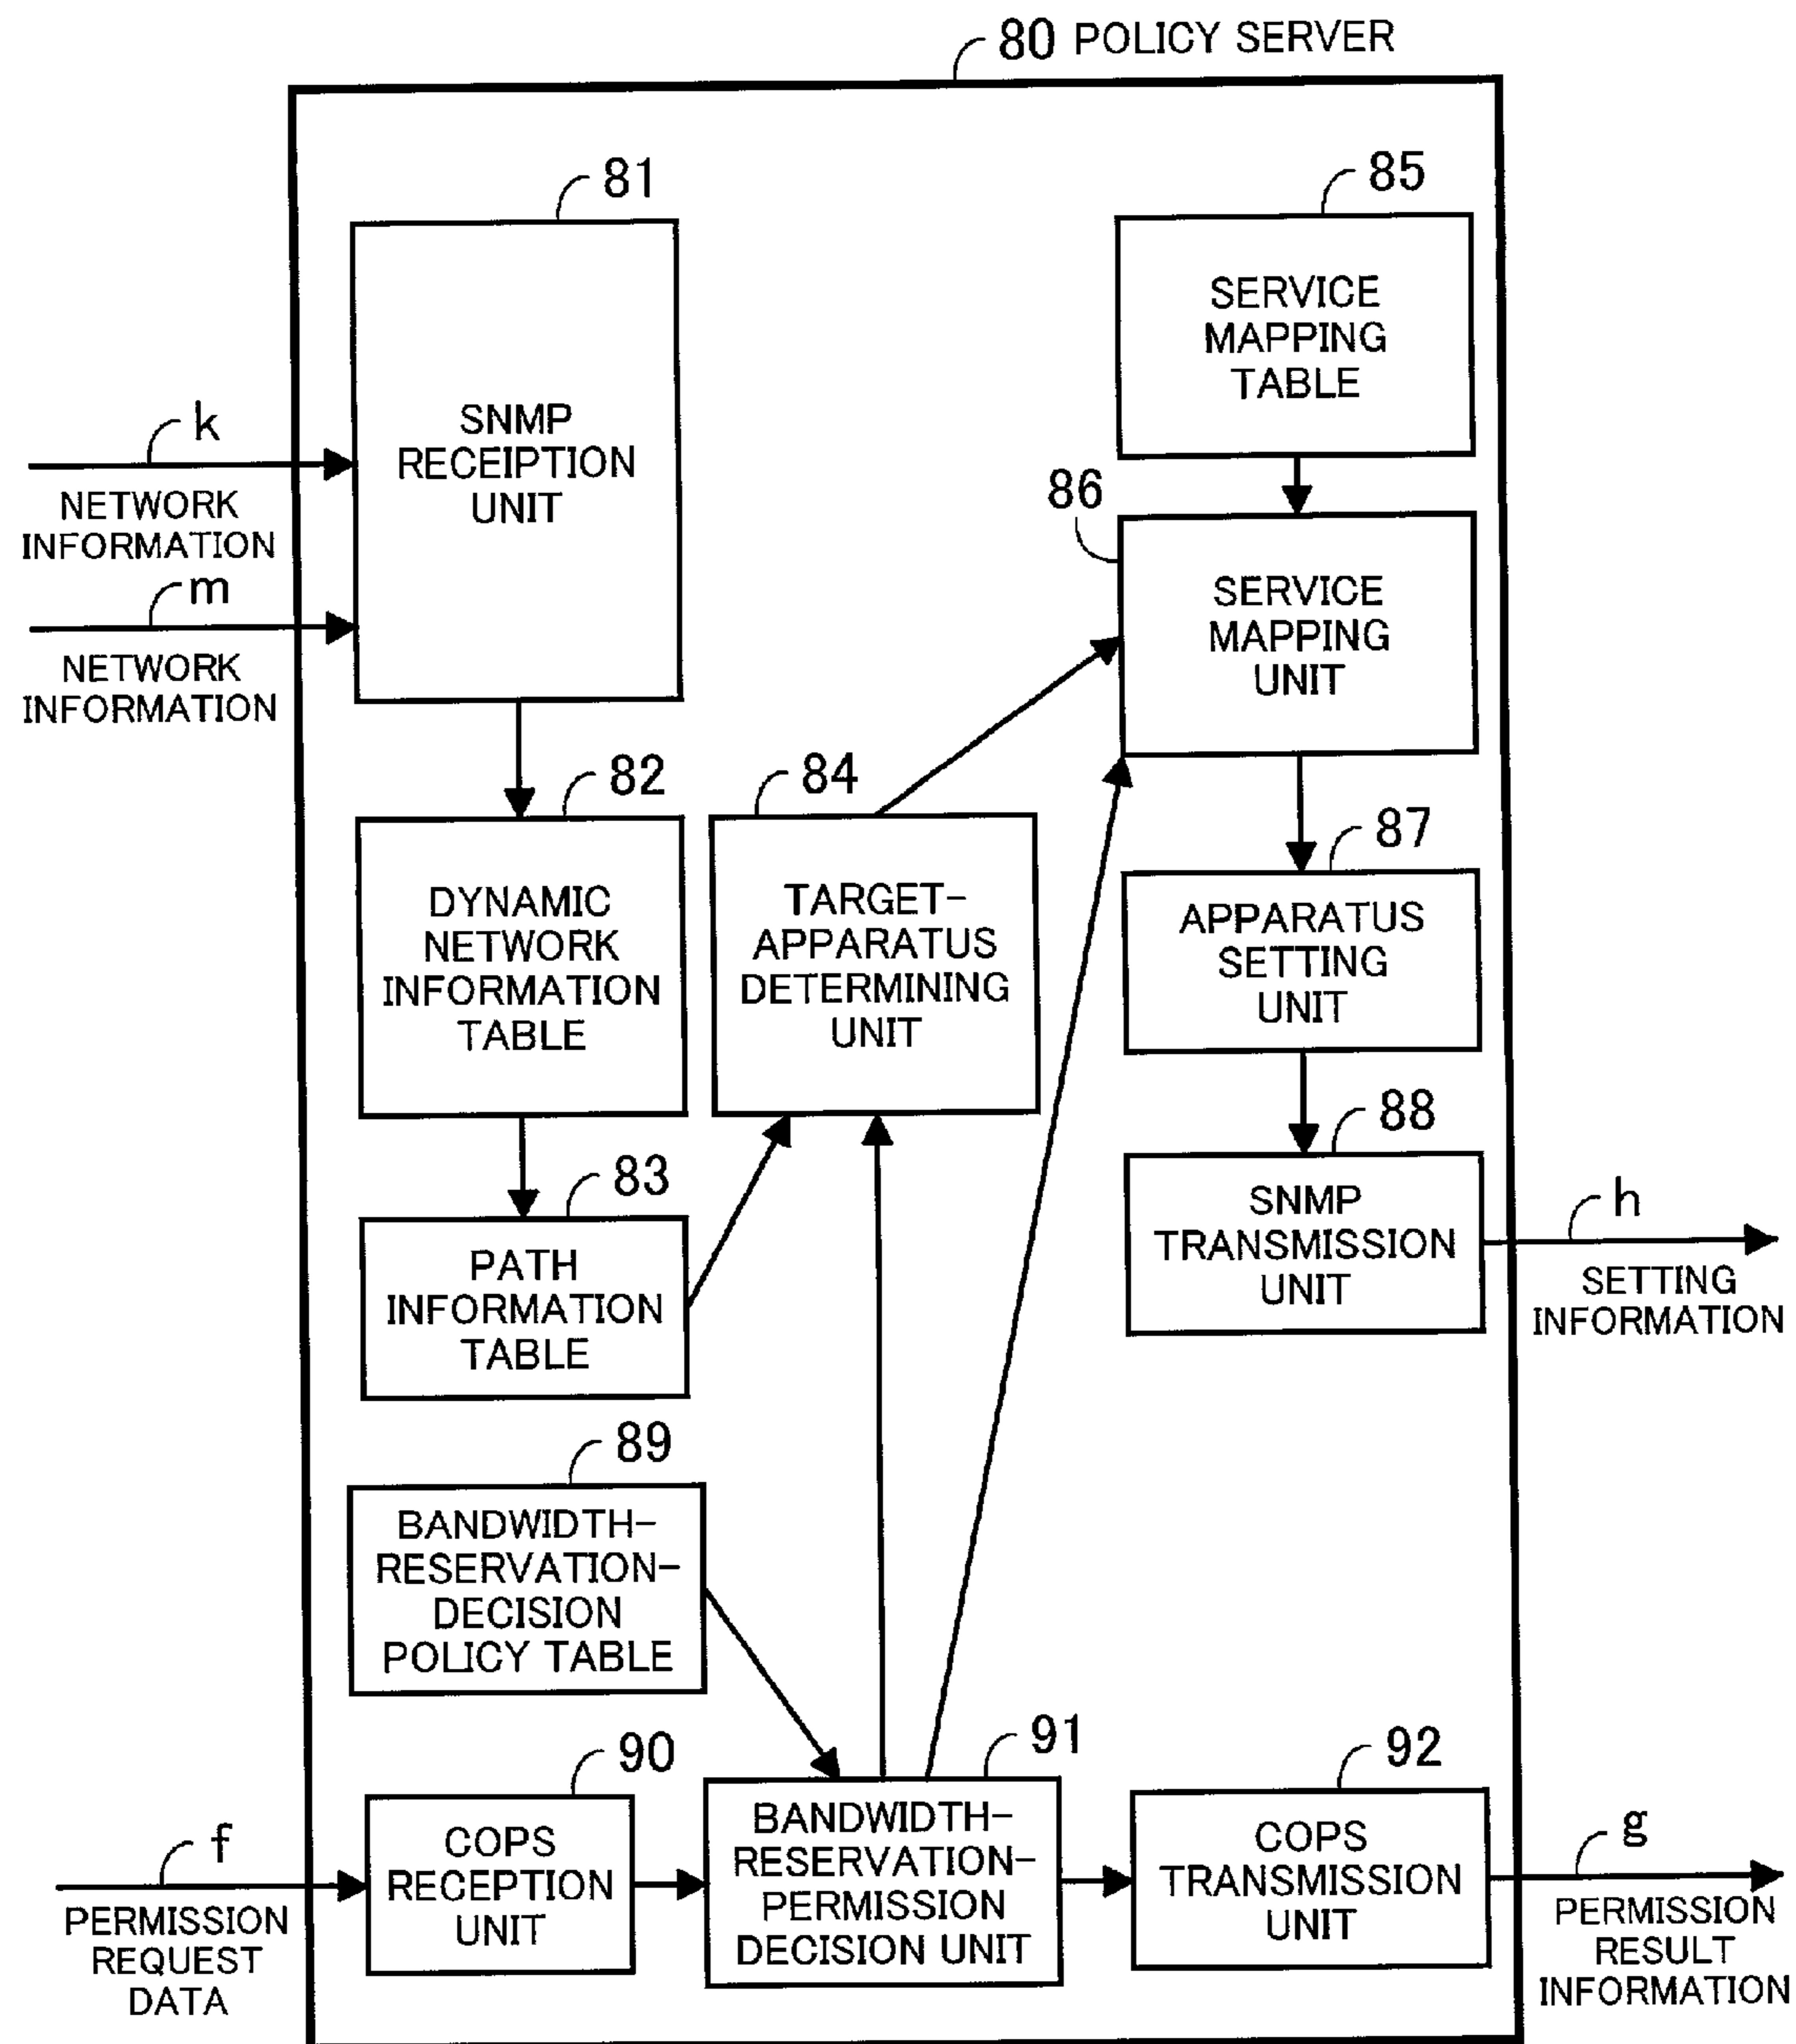 80 POLICY SERVER
81
85
SERVICE
MAPPING
TABLE
SNMP
RECEIPTION
UNIT
k
NETWORK
INFORMATION
m
NETWORK
INFORMATION
86
SERVICE
MAPPING
UNIT
82
84
87
DYNAMIC
NETWORK
INFORMATION
TABLE
TARGET-
APPARATUS
DETERMINING
UNIT
APPARATUS
SETTING
UNIT
88
83
SNMP
TRANSMISSION
UNIT
h
SETTING
INFORMATION
PATH
INFORMATION
TABLE
89
BANDWIDTH-
RESERVATION-
DECISION
POLICY TABLE
90
91
92
f
PERMISSION
REQUEST
DATA
COPS
RECEPTION
UNIT
BANDWIDTH-
RESERVATION-
PERMISSION
DECISION UNIT
COPS
TRANSMISSION
UNIT
g
PERMISSION
RESULT
INFORMATION